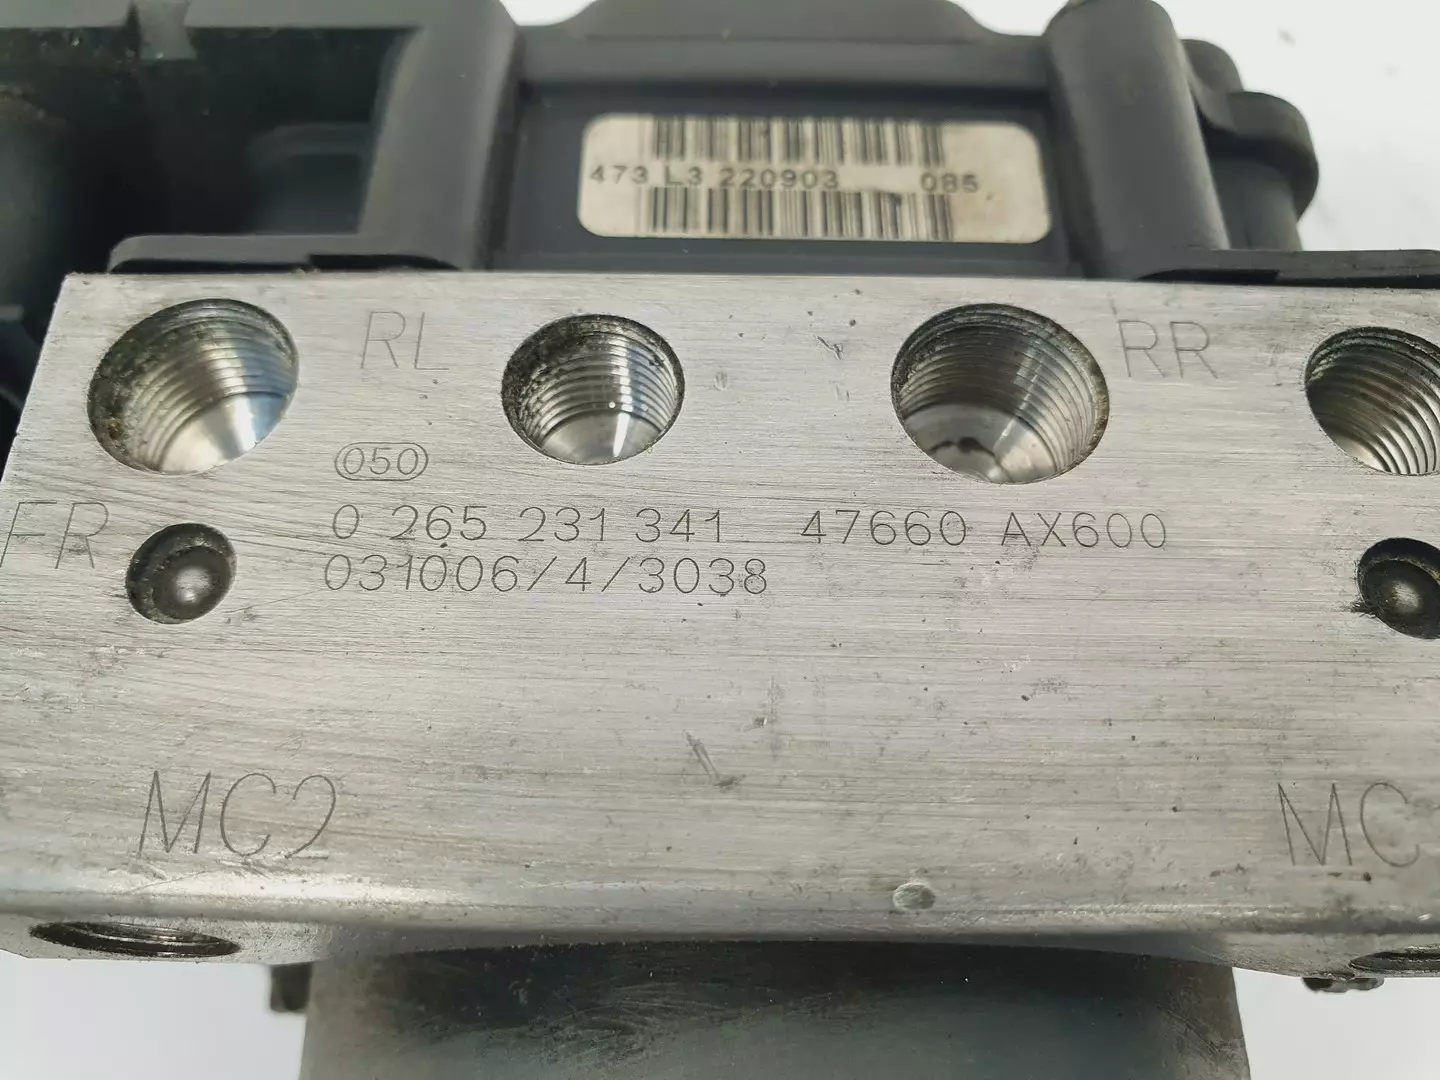 473 L3 220903 085
RL RR
050
FR
0 265 231 341 47660 AX600
031006/4/3038
MC2 MC